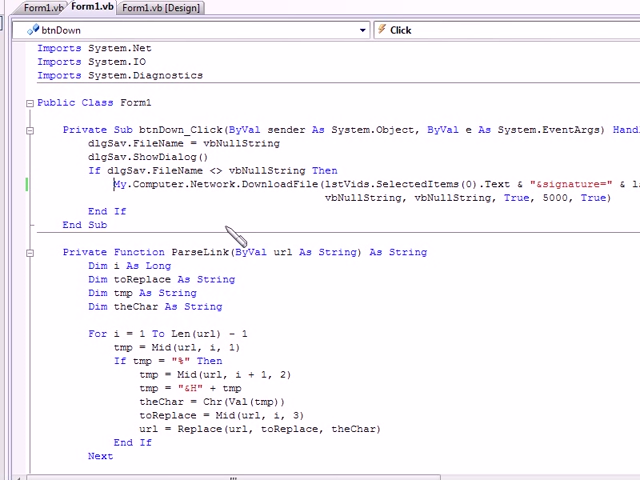 Form1.vb Form1.vb Form1.vb [Design]
btnDown Click
Imports System.Net
Imports System.IO
Imports System.Diagnostics
Public Class Form1
Private Sub btnDown_Click(ByVal sender As System.Object, ByVal e As System.EventArgs) Handl
dlgSav.FileName = vbNullString
dlgSav.ShowDialog()
If dlgSav.FileName <> vbNullString Then
My.Computer.Network.DownloadFile(lstVids.SelectedItems(0).Text & "&signature=" & ls
vbNullString, vbNullString, True, 5000, True)
End If
End Sub
Private Function ParseLink(ByVal url As String) As String
Dim i As Long
Dim toReplace As String
Dim tmp As String
Dim theChar As String
For i = 1 To Len(url) - 1
tmp = Mid(url, i, 1)
If tmp = "%" Then
tmp = Mid(url, i + 1, 2)
tmp = "&H" + tmp
theChar = Chr(Val(tmp))
toReplace = Mid(url, i, 3)
url = Replace(url, toReplace, theChar)
End If
Next